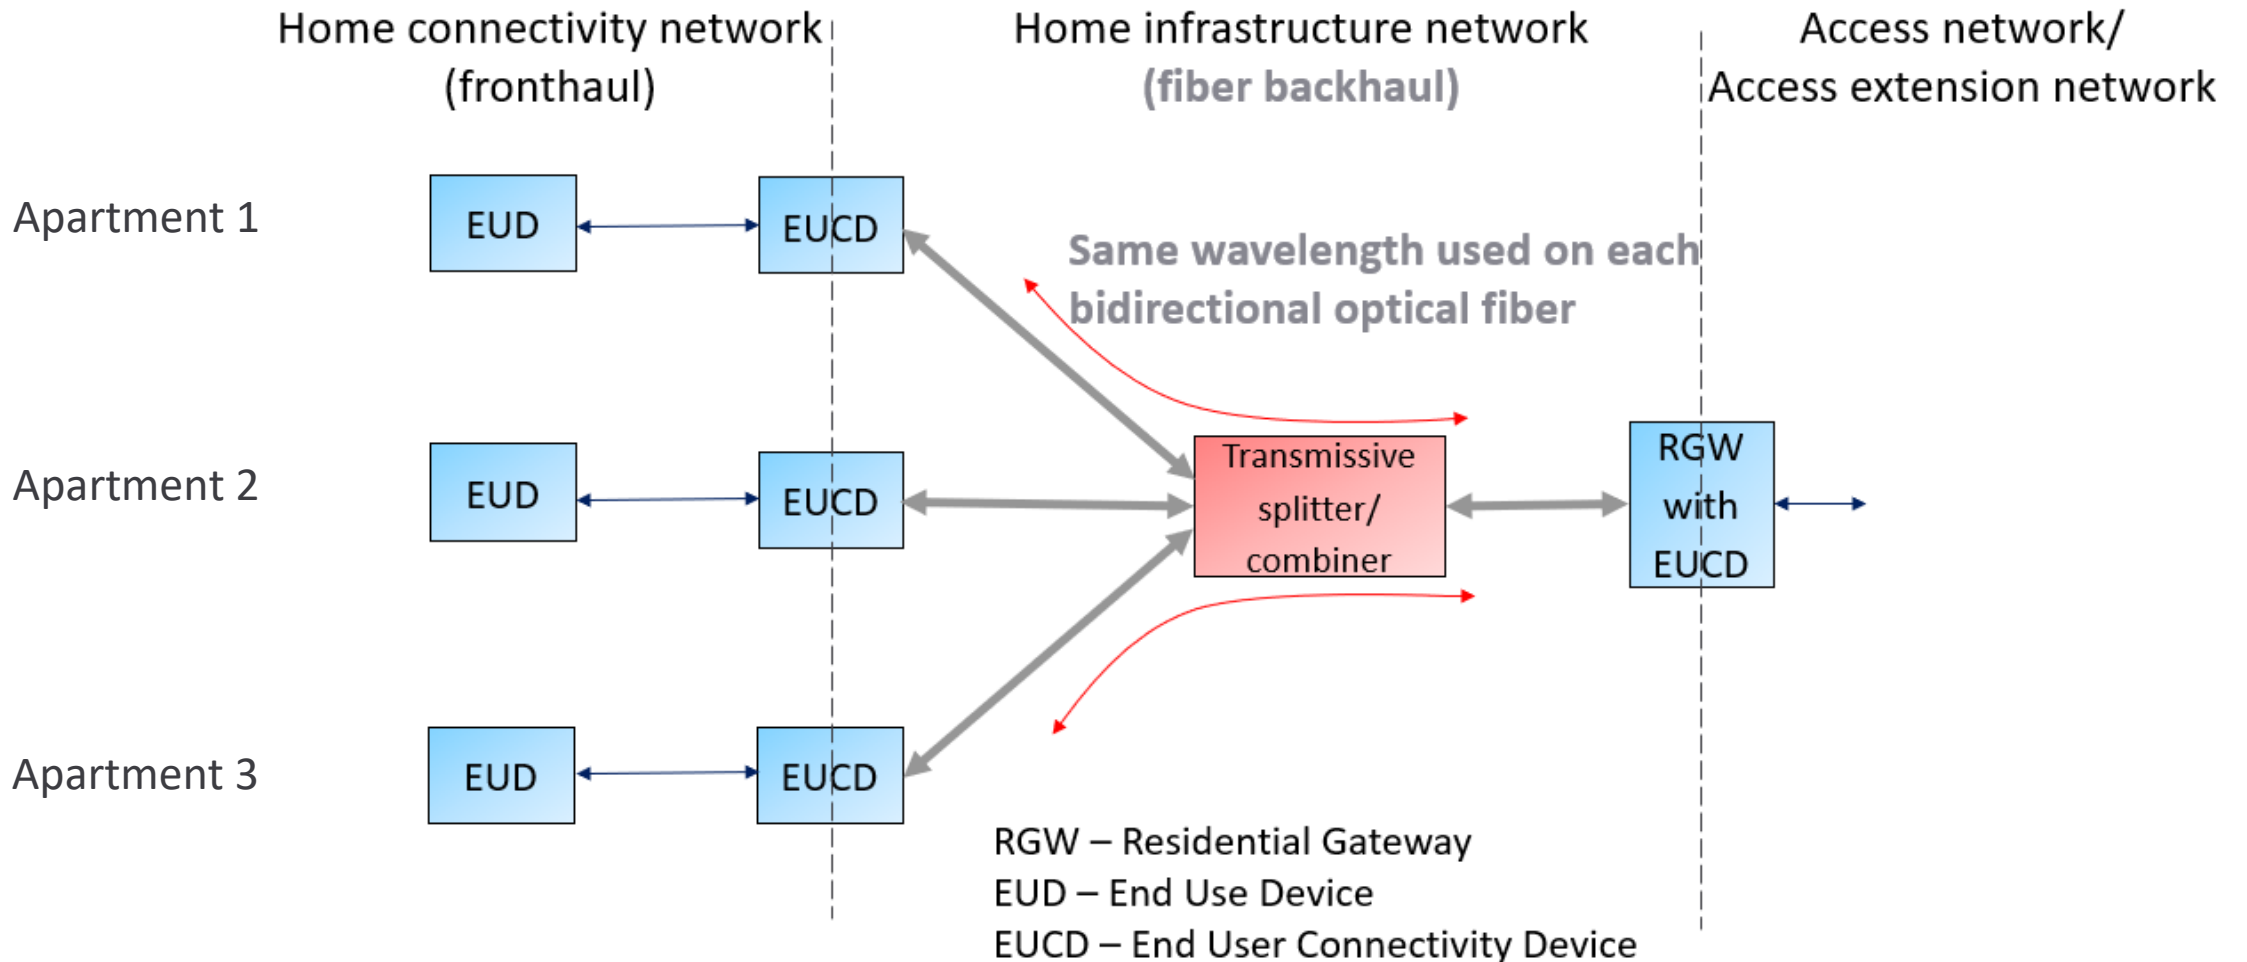 Home connectivity network
(fronthaul)
Home infrastructure network
(fiber backhaul)
Access network/
Access extension network
Apartment 1
EUD
EUCD
Same wavelength used on each
bidirectional optical fiber
Apartment 2
EUD
EUCD
Transmissive
splitter/
combiner
RGW
with
EUCD
Apartment 3
EUD
EUCD
RGW – Residential Gateway
EUD – End Use Device
EUCD – End User Connectivity Device